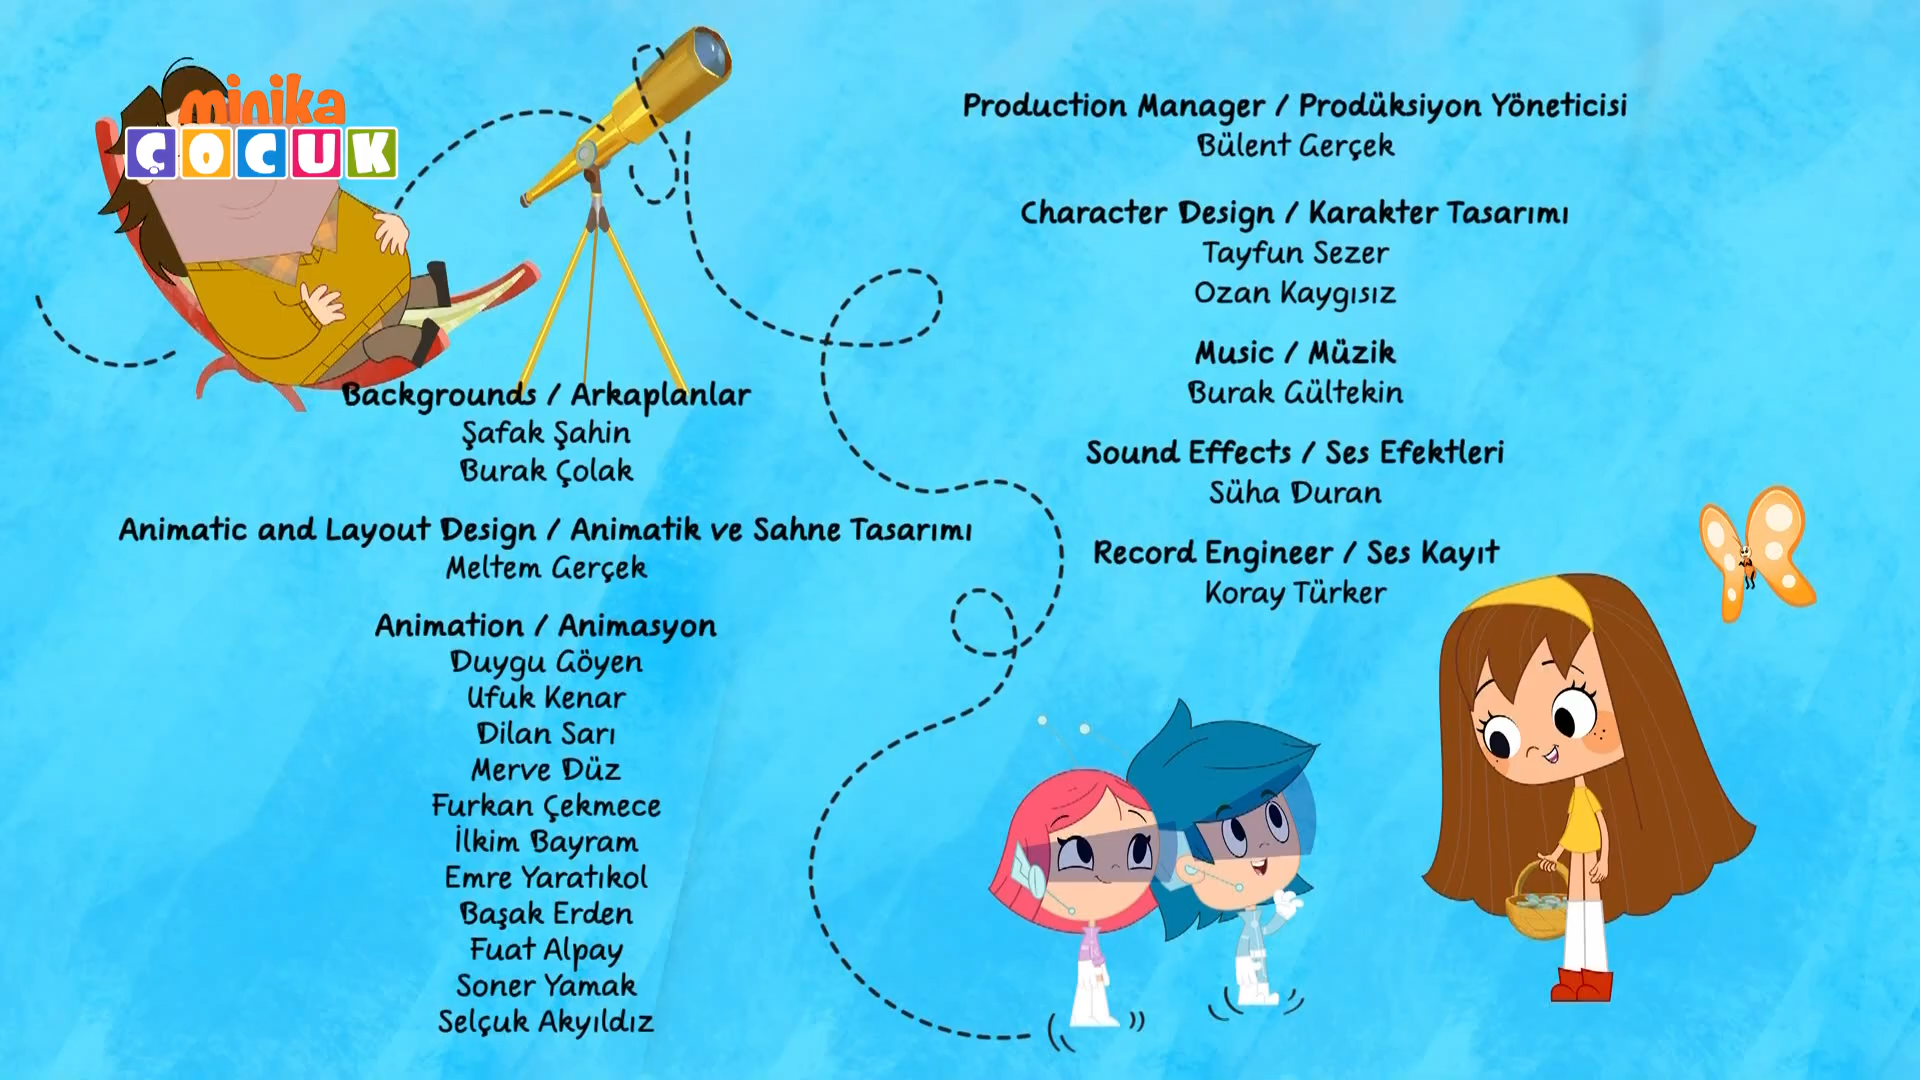 minika
ÇOCUK
Backgrounds / Arkaplanlar
Şafak Şahin
Burak Çolak
Animatic and Layout Design / Animatik ve Sahne Tasarımı
Meltem Gerçek
Animation / Animasyon
Duygu Göyen
Ufuk Kenar
Dilan Sarı
Merve Düz
Furkan Çekmece
İlkim Bayram
Emre Yaratıkol
Başak Erden
Fuat Alpay
Soner Yamak
Selçuk Akyıldız
Production Manager / Prodüksiyon Yöneticisi
Bülent Gerçek
Character Design / Karakter Tasarımı
Tayfun Sezer
Ozan Kaygısız
Music / Müzik
Burak Gültekin
Sound Effects / Ses Efektleri
Süha Duran
Record Engineer / Ses Kayıt
Koray Türker